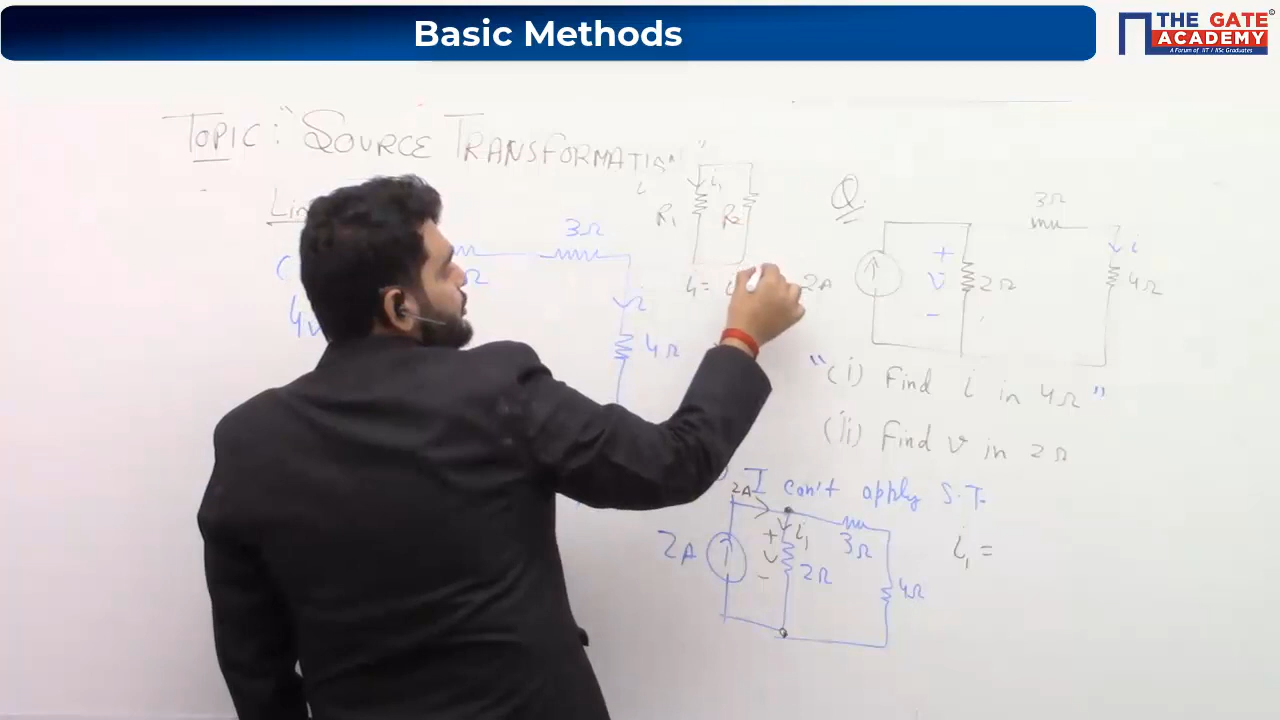 Basic Methods
THE GATE
ACADEMY
A Forum of IIT / IISc Graduates
TOPIC : "SOURCE TRANSFORMATION"
3Ω
4V
i
4Ω
i i₁
R₁ R₂
i₁ =
Q.
3Ω
2A
+
v
-
2Ω
i
4Ω
"(i) Find i in 4Ω"
(ii) Find v in 2Ω
I can't apply S.T.
2A
2A
+
v
-
i₁
2Ω
3Ω
4Ω
i₁ =